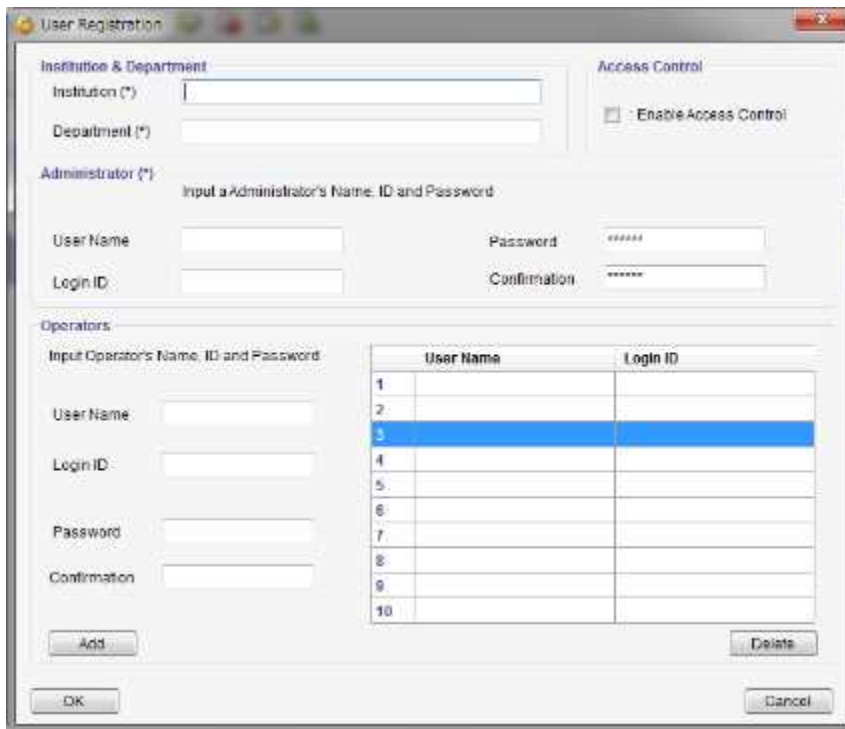 User Registration
Institution & Department
Institution (*)
Department (*)
Access Control
Enable Access Control
Administrator (*)
Input a Administrator's Name, ID and Password
User Name
Login ID
Password ******
Confirmation ******
Operators
Input Operator's Name, ID and Password
User Name
Login ID
Password
Confirmation
Add
User Name Login ID
1
2
3
4
5
6
7
8
9
10
Delete
OK
Cancel